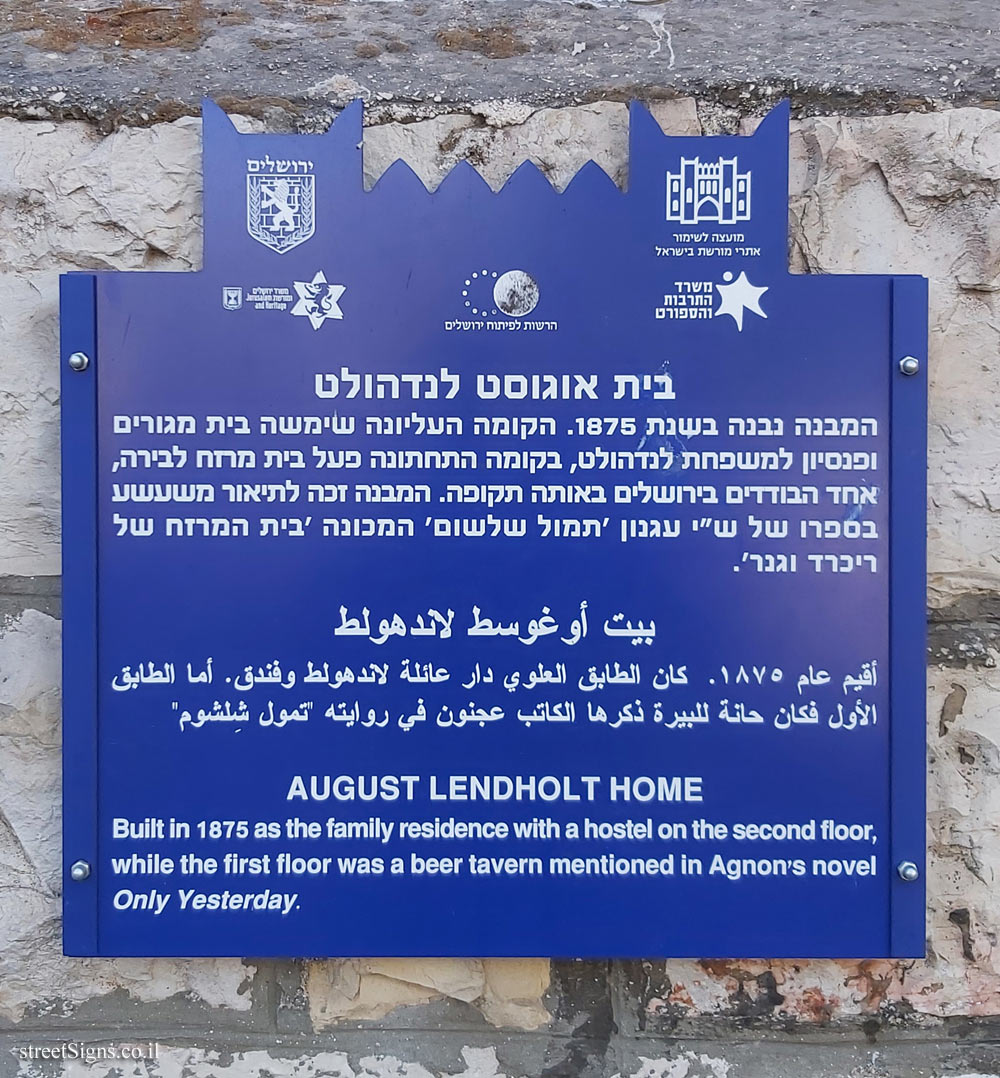 ירושלים
מועצה לשימור
אתרי מורשת בישראל
משרד ירושלים
ומורשת ישראל
Jerusalem
and Heritage
הרשות לפיתוח ירושלים
משרד
התרבות
והספורט
בית אוגוסט לנדהולט
המבנה נבנה בשנת 1875. הקומה העליונה שימשה בית מגורים
ופנסיון למשפחת לנדהולט, בקומה התחתונה פעל בית מרזח לבירה,
אחד הבודדים בירושלים באותה תקופה. המבנה זכה לתיאור משעשע
בספרו של ש״י עגנון ׳תמול שלשום׳ המכונה ׳בית המרזח של
ריכרד וגנר׳.
بيت أوغوسط لاندهولط
أقيم عام ١٨٧٥. كان الطابق العلوي دار عائلة لاندهولط وفندق. أما الطابق
الأول فكان حانة للبيرة ذكرها الكاتب عجنون في روايته "تمول شِلشوم"
AUGUST LENDHOLT HOME
Built in 1875 as the family residence with a hostel on the second floor,
while the first floor was a beer tavern mentioned in Agnon's novel
Only Yesterday.
streetSigns.co.il